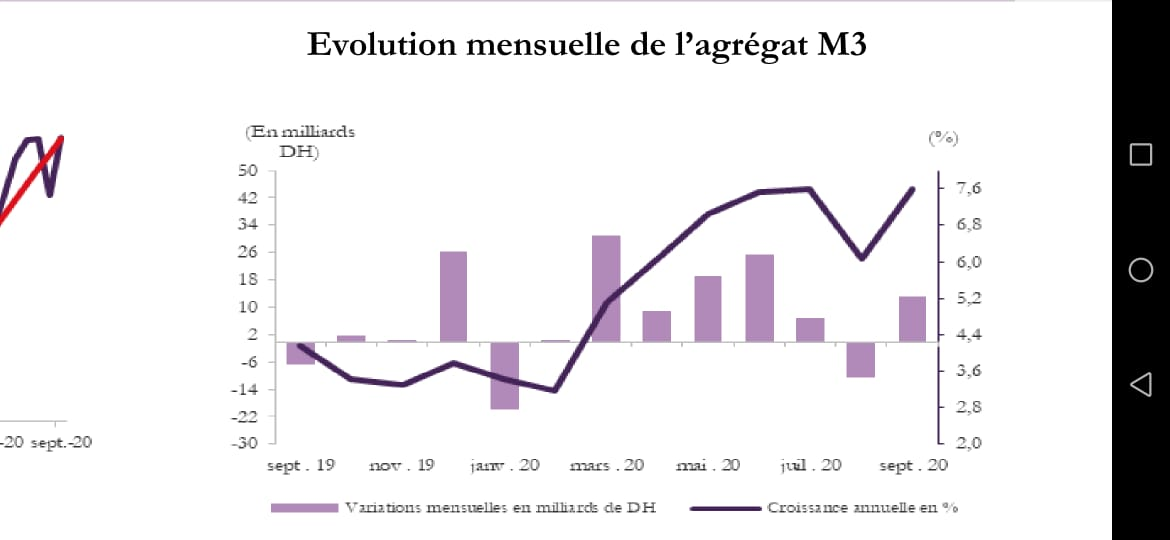 Evolution mensuelle de l’agrégat M3
(En milliards
DH)
(%)
50
42
34
26
18
10
2
-6
-14
-22
-30
7,6
6,8
6,0
5,2
4,4
3,6
2,8
2,0
-20 sept.-20
sept . 19 nov . 19 janv . 20 mars . 20 mai . 20 juil . 20 sept . 20
Variations mensuelles en milliards de DH
Croissance annuelle en %